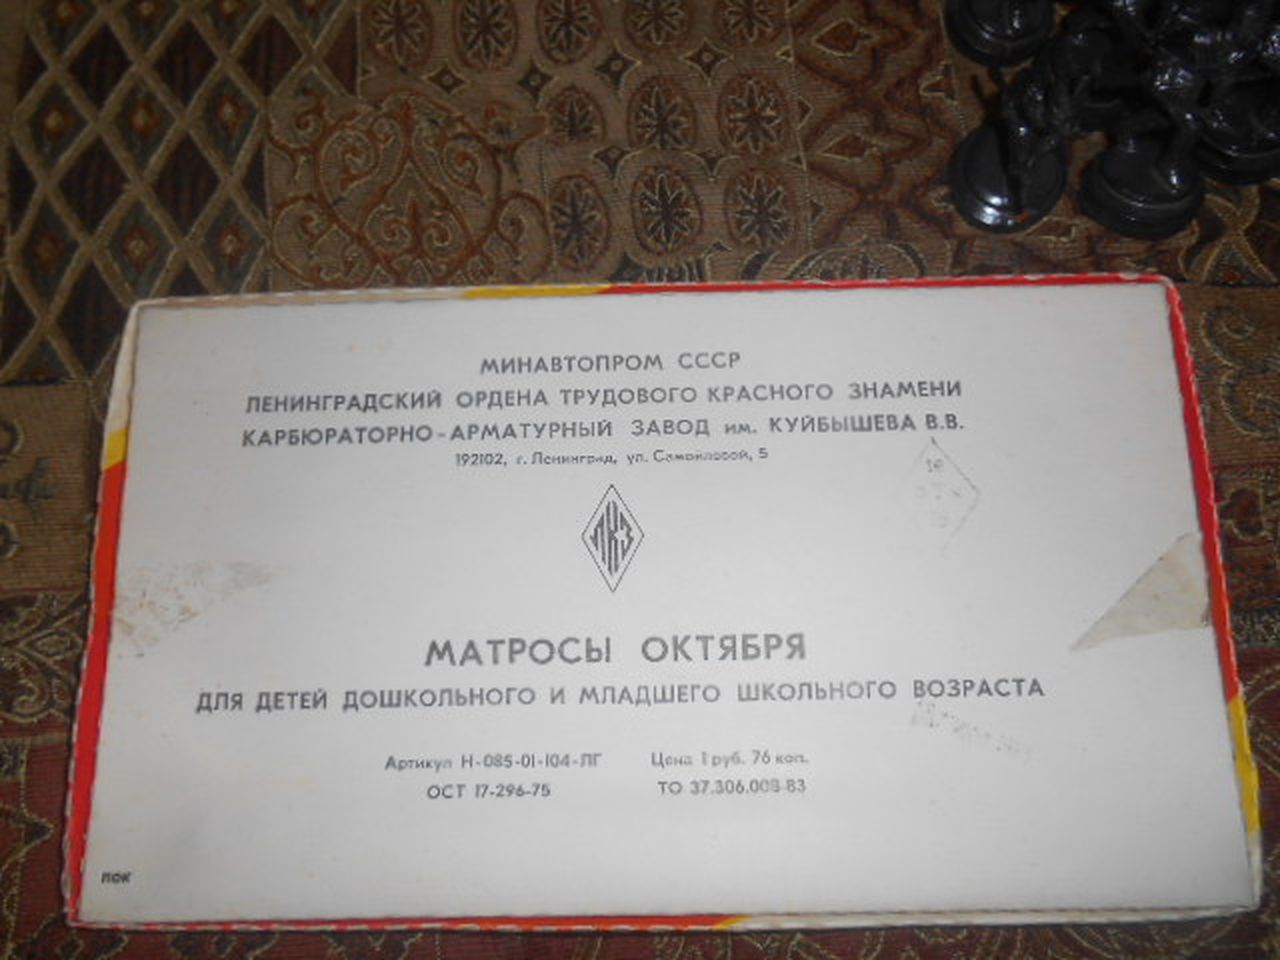 МИНАВТОПРОМ СССР
ЛЕНИНГРАДСКИЙ ОРДЕНА ТРУДОВОГО КРАСНОГО ЗНАМЕНИ
КАРБЮРАТОРНО-АРМАТУРНЫЙ ЗАВОД им. КУЙБЫШЕВА В.В.
192102, г. Ленинград, ул. Самойловой, 5
ЛКЗ
МАТРОСЫ ОКТЯБРЯ
ДЛЯ ДЕТЕЙ ДОШКОЛЬНОГО И МЛАДШЕГО ШКОЛЬНОГО ВОЗРАСТА
Артикул Н-085-01-104-ЛГ Цена 1 руб. 76 коп.
ОСТ 17-296-75 ТО 37.306.008-83
ПОК